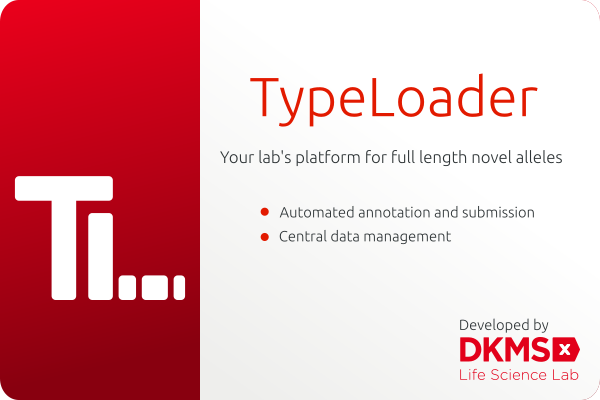 TypeLoader
Your lab's platform for full length novel alleles
Automated annotation and submission
Central data management
Tl...
Developed by
DKMS x
Life Science Lab